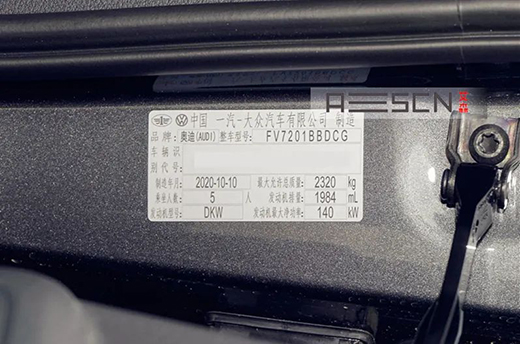 AESCN 艾森
中国 一汽-大众汽车有限公司 制造
品牌 奥迪(AUDI) 整车型号: FV7201BBDCG
车辆识
别代号:
制造年月: 2020-10-10 最大允许总质量: 2320 kg
乘坐人数: 5 人 发动机排量: 1984 mL
发动机型号: DKW 发动机最大净功率: 140 kW